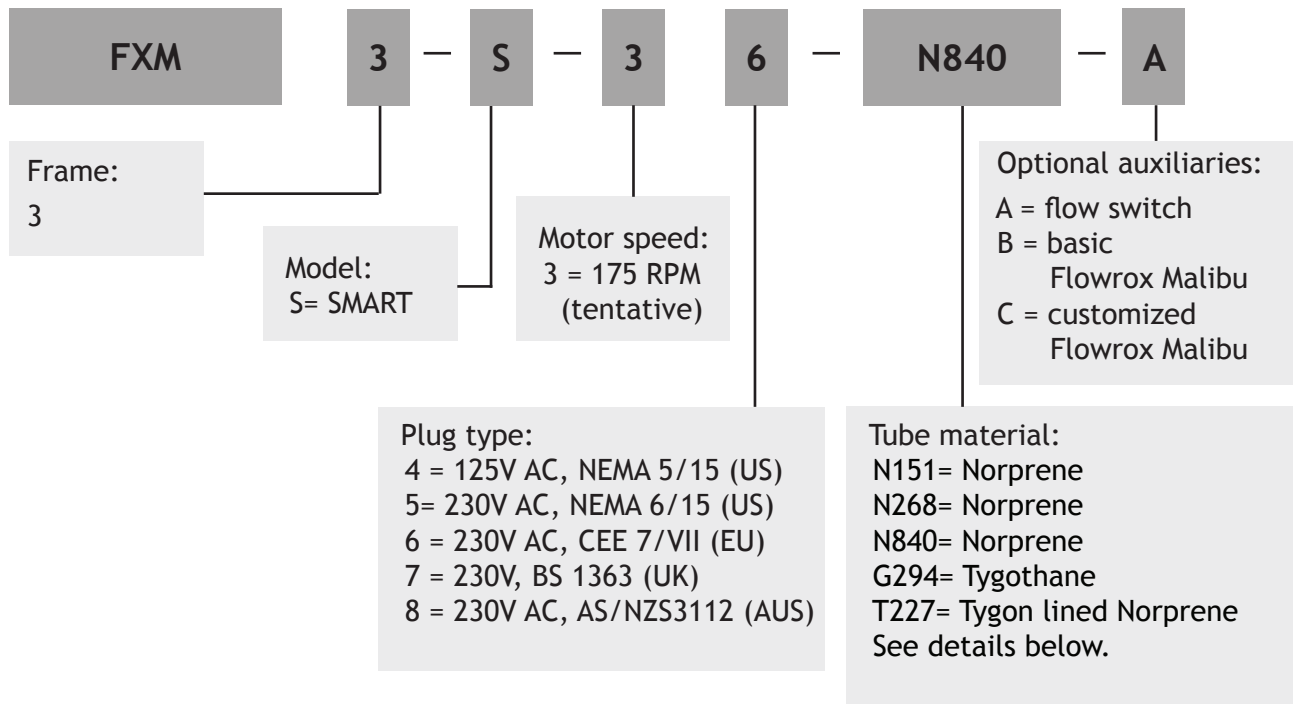 FXM 3 – S – 3 6 – N840 – A
Frame:
3
Model:
S= SMART
Motor speed:
3 = 175 RPM
(tentative)
Optional auxiliaries:
A = flow switch
B = basic
Flowrox Malibu
C = customized
Flowrox Malibu
Plug type:
4 = 125V AC, NEMA 5/15 (US)
5= 230V AC, NEMA 6/15 (US)
6 = 230V AC, CEE 7/VII (EU)
7 = 230V, BS 1363 (UK)
8 = 230V AC, AS/NZS3112 (AUS)
Tube material:
N151= Norprene
N268= Norprene
N840= Norprene
G294= Tygothane
T227= Tygon lined Norprene
See details below.